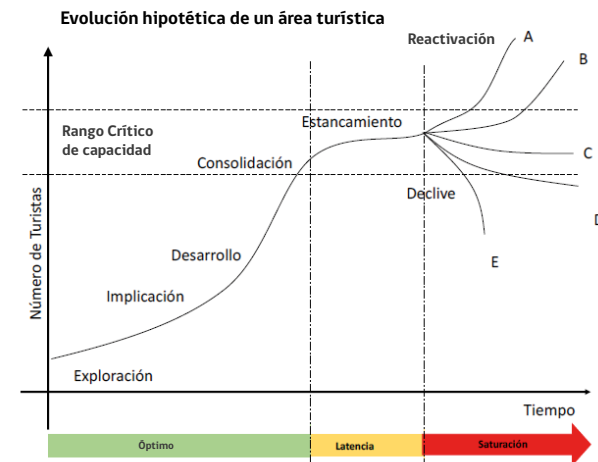 Evolución hipotética de un área turística
Reactivación
A
B
Estancamiento
Rango Crítico
de capacidad
Consolidación
C
Declive
D
Número de Turistas
Desarrollo
E
Implicación
Exploración
Tiempo
Óptimo
Latencia
Saturación